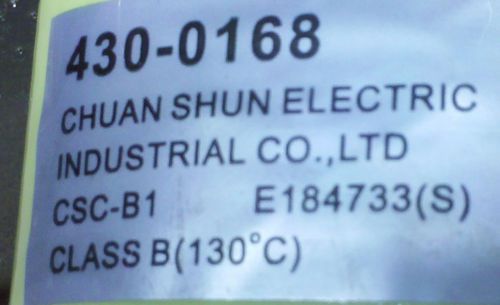 430-0168
CHUAN SHUN ELECTRIC
INDUSTRIAL CO.,LTD
CSC-B1 E184733(S)
CLASS B(130°C)